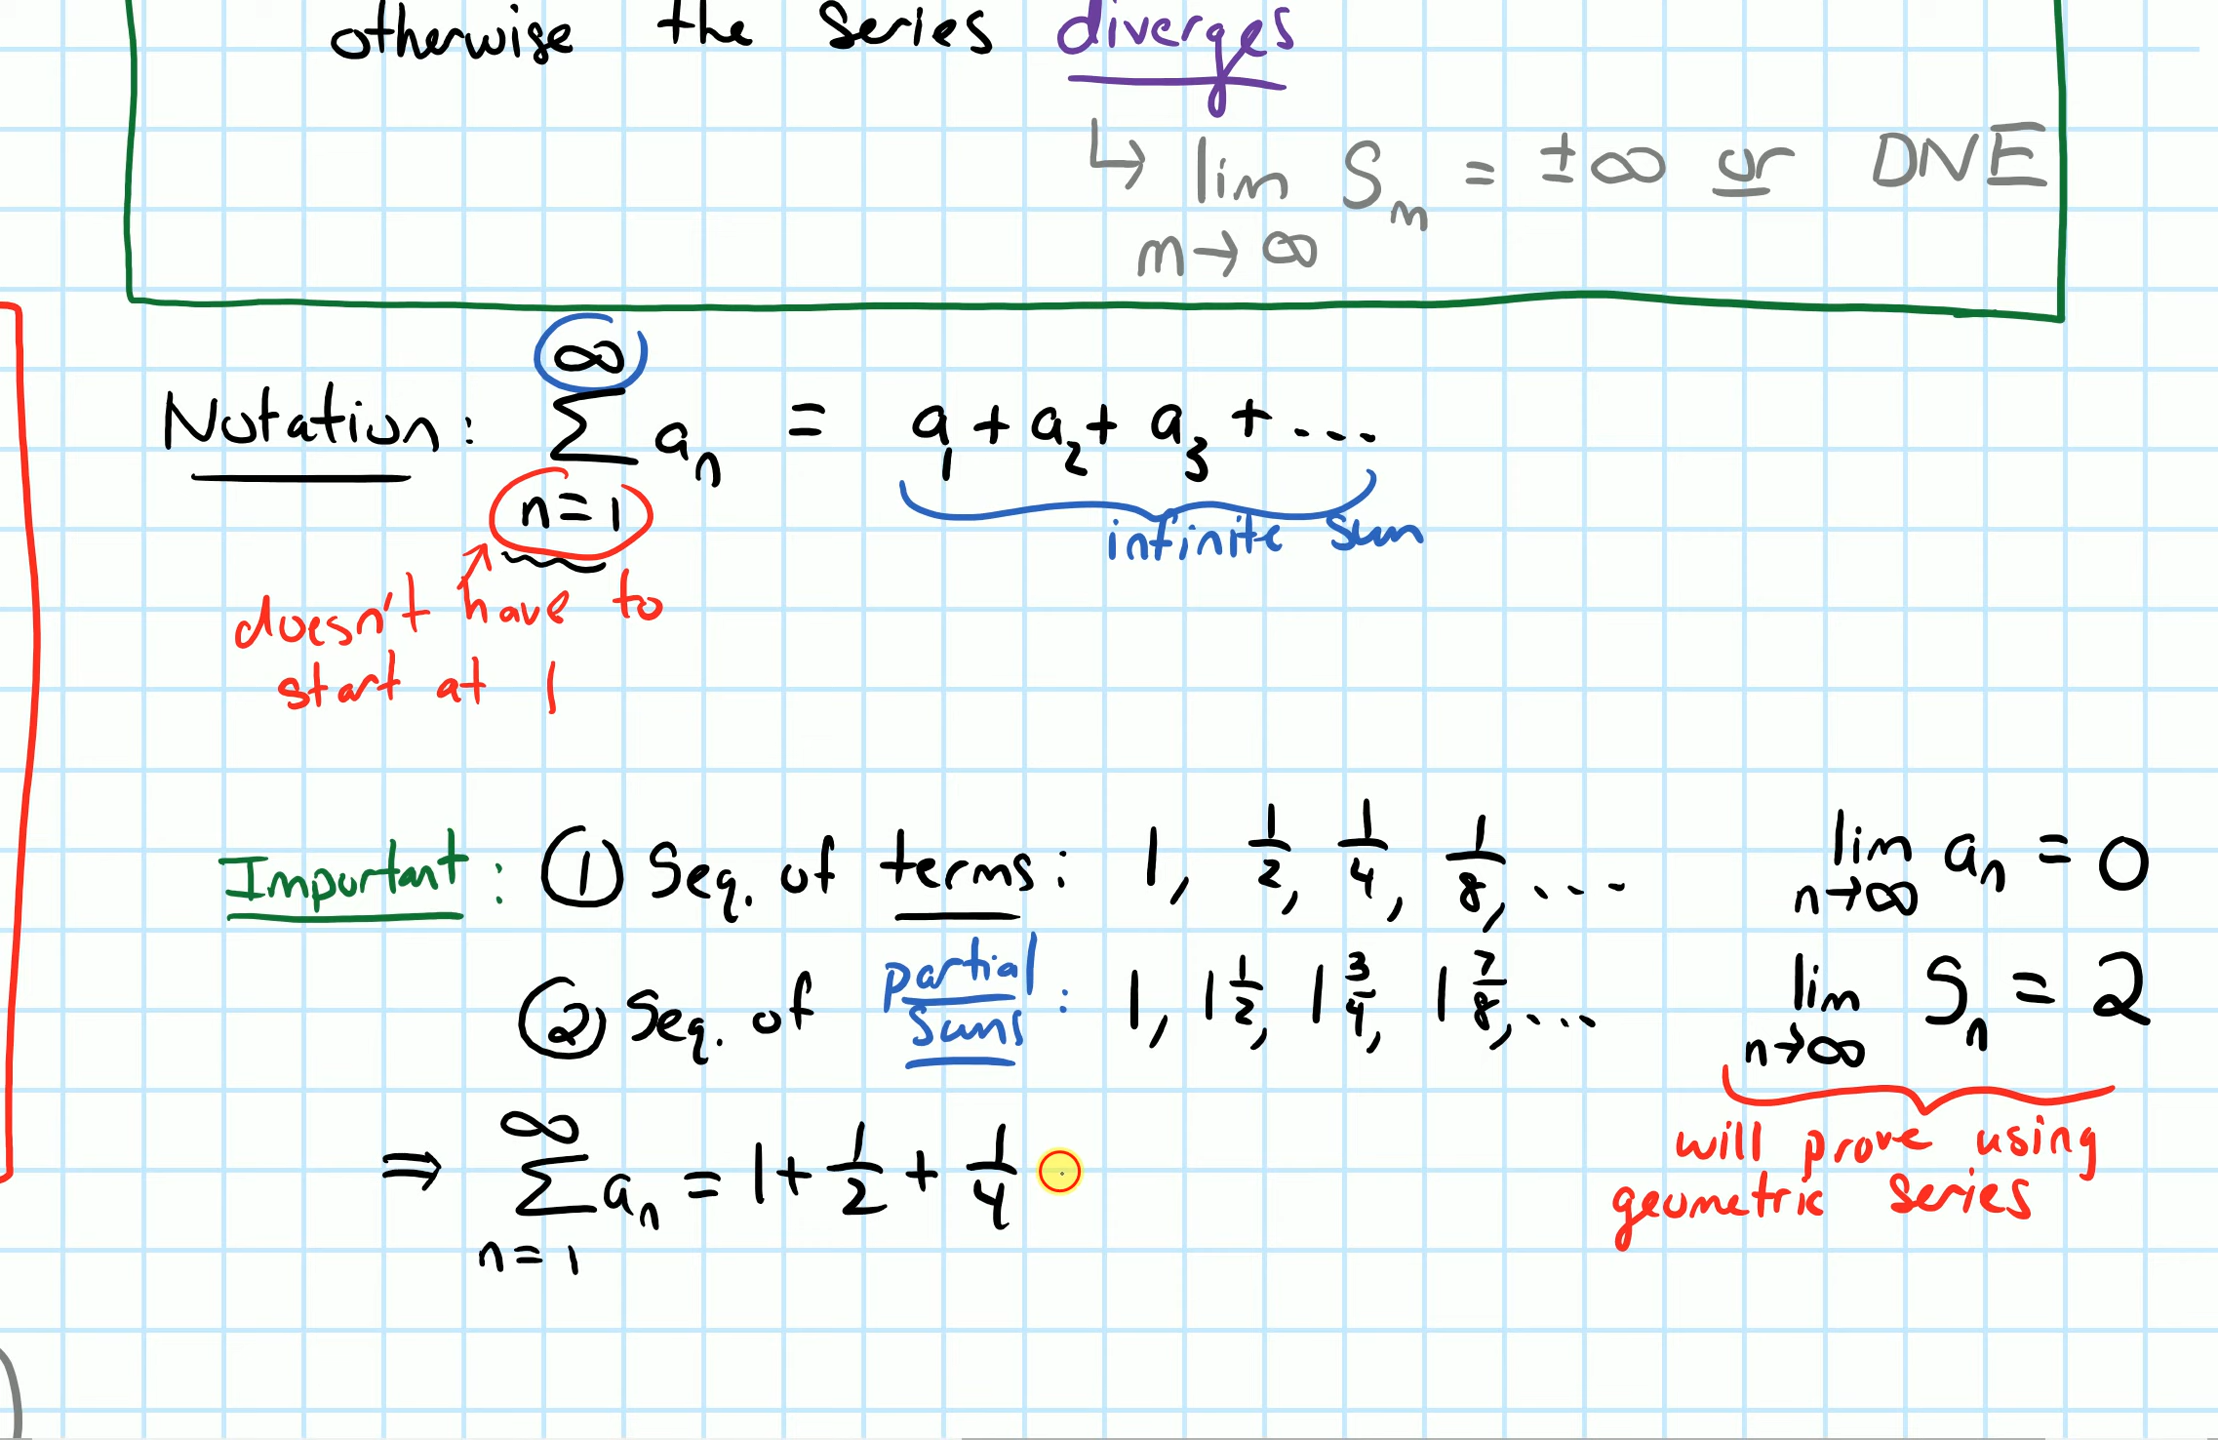 otherwise the series diverges
↳ lim S_m = ±∞ or DNE
m→∞
∞
Notation: ∑ a_n = a_1 + a_2 + a_3 + ...
n=1
infinite sum
doesn't have to
start at 1
Important: ① Seq. of terms: 1, 1/2, 1/4, 1/8, ... lim a_n = 0
n→∞
② Seq. of partial sums: 1, 1 1/2, 1 3/4, 1 7/8, ... lim S_n = 2
n→∞
will prove using
geometric series
∞
⇒ ∑ a_n = 1 + 1/2 + 1/4
n=1